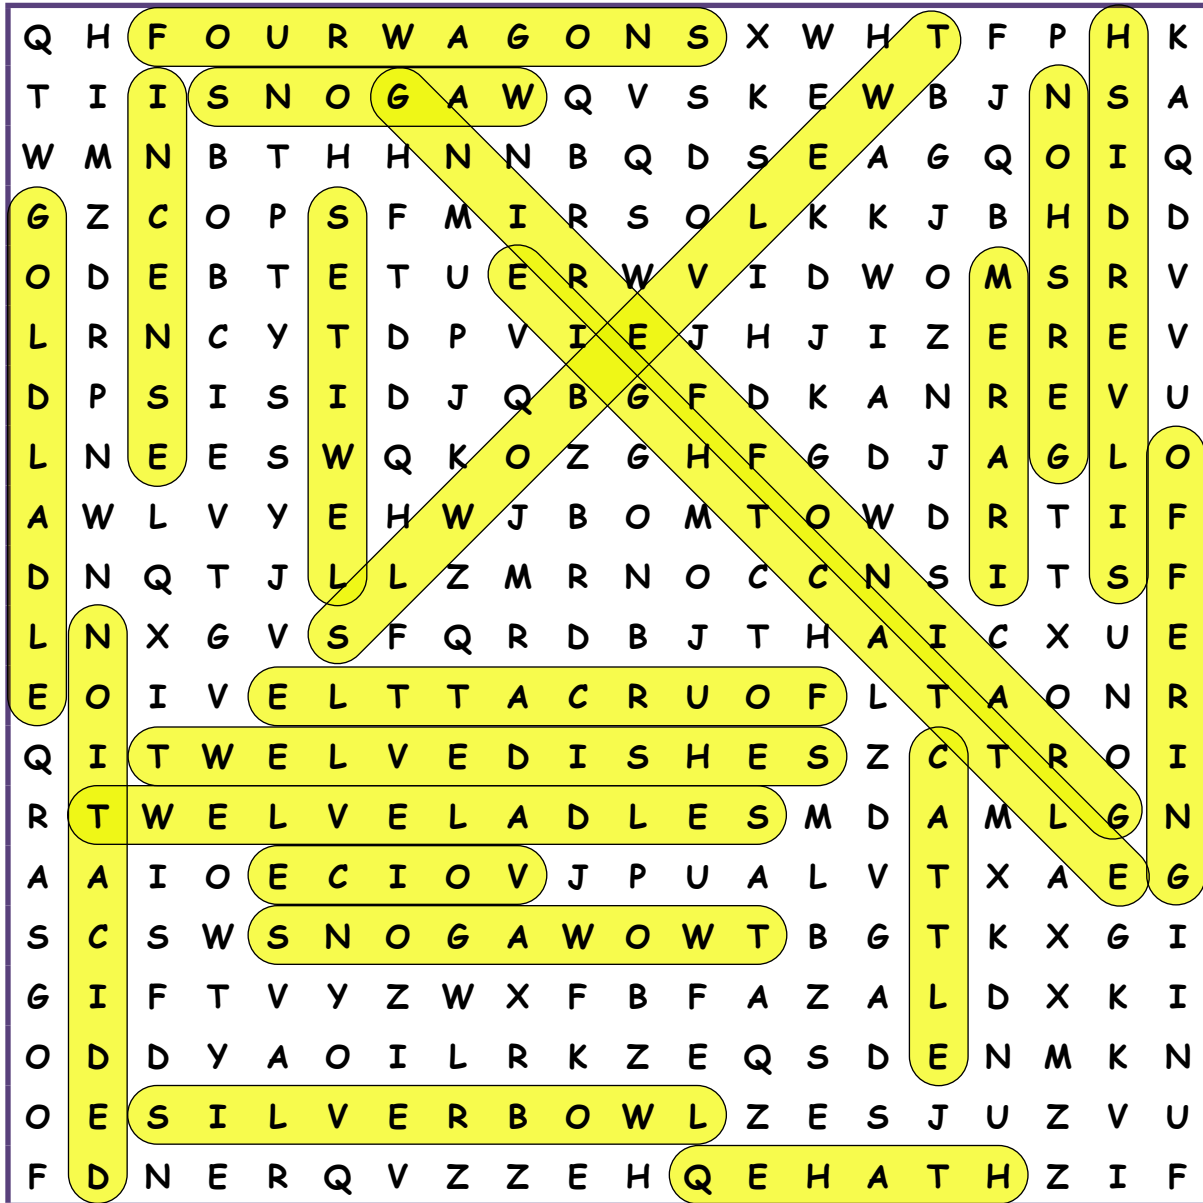 Q H F O U R W A G O N S X W H T F P H K
T I I S N O G A W Q V S K E W B J N S A
W M N B T H H N N B Q D S E A G Q O I Q
G Z C O P S F M I R S O L K K J B H D D
O D E B T E T U E R W V I D W O M S R V
L R N C Y T D P V I E J H J I Z E R E V
D P S I S I D J Q B G F D K A N R E V U
L N E E S W Q K O Z G H F G D J A G L O
A W L V Y E H W J B O M T O W D R T I F
D N Q T J L L Z M R N O C C N S I T S F
L N X G V S F Q R D B J T H A I C X U E
E O I V E L T T A C R U O F L T A O N R
Q I T W E L V E D I S H E S Z C T R O I
R T W E L V E L A D L E S M D A M L G N
A A I O E C I O V J P U A L V T X A E G
S C S W S N O G A W O W T B G T K X G I
G I F T V Y Z W X F B F A Z A L D X K I
O D D Y A O I L R K Z E Q S D E N M K N
O E S I L V E R B O W L Z E S J U Z V U
F D N E R Q V Z Z E H Q E H A T H Z I F